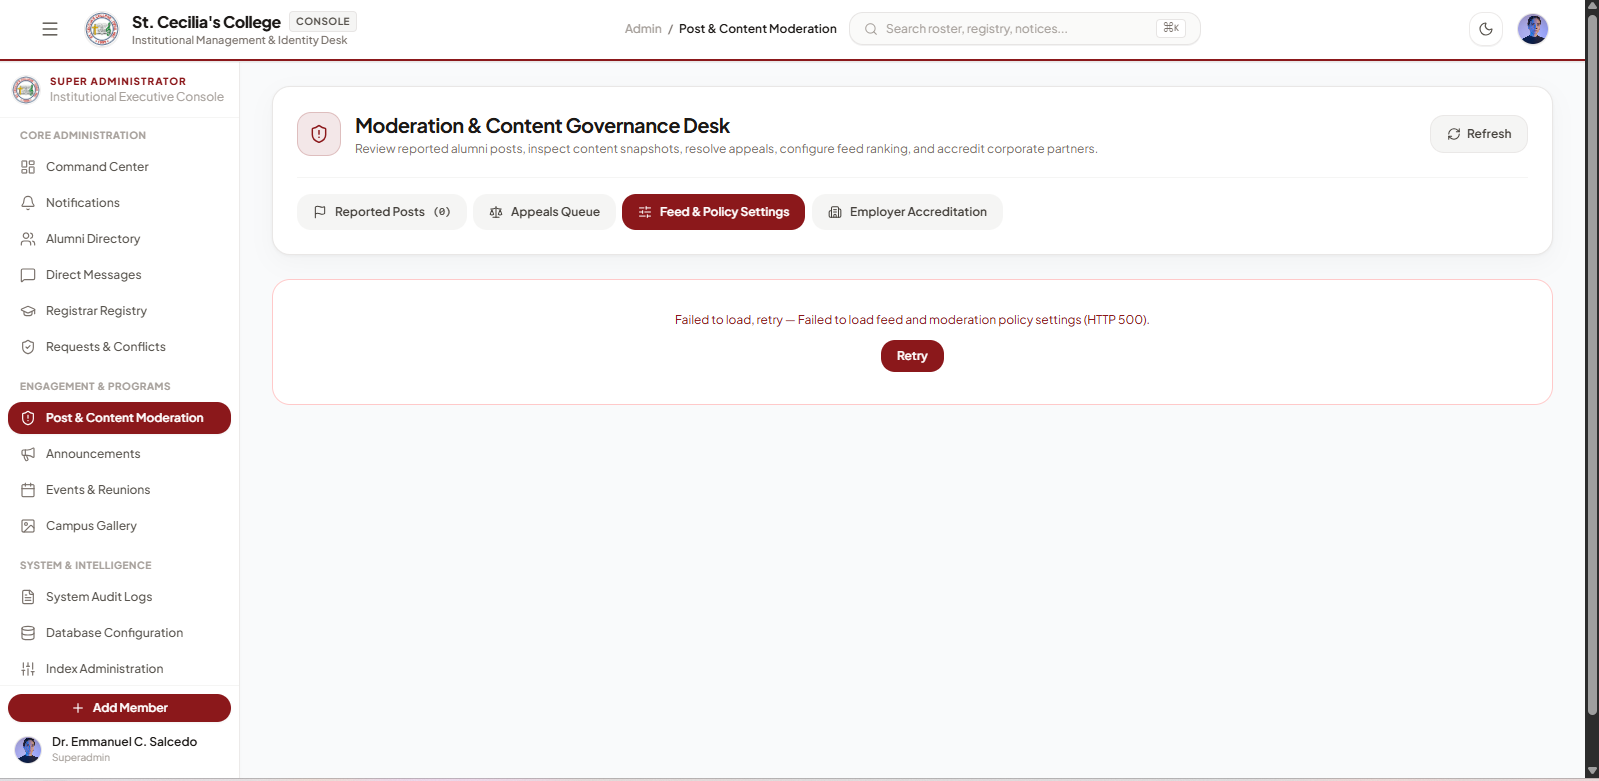 St. Cecilia's College CONSOLE
Institutional Management & Identity Desk
Admin / Post & Content Moderation
Search roster, registry, notices...
⌘K
SUPER ADMINISTRATOR
Institutional Executive Console
CORE ADMINISTRATION
Command Center
Notifications
Alumni Directory
Direct Messages
Registrar Registry
Requests & Conflicts
ENGAGEMENT & PROGRAMS
Post & Content Moderation
Announcements
Events & Reunions
Campus Gallery
SYSTEM & INTELLIGENCE
System Audit Logs
Database Configuration
Index Administration
+ Add Member
Dr. Emmanuel C. Salcedo
Superadmin
Moderation & Content Governance Desk
Review reported alumni posts, inspect content snapshots, resolve appeals, configure feed ranking, and accredit corporate partners.
Refresh
Reported Posts (0)
Appeals Queue
Feed & Policy Settings
Employer Accreditation
Failed to load, retry — Failed to load feed and moderation policy settings (HTTP 500).
Retry